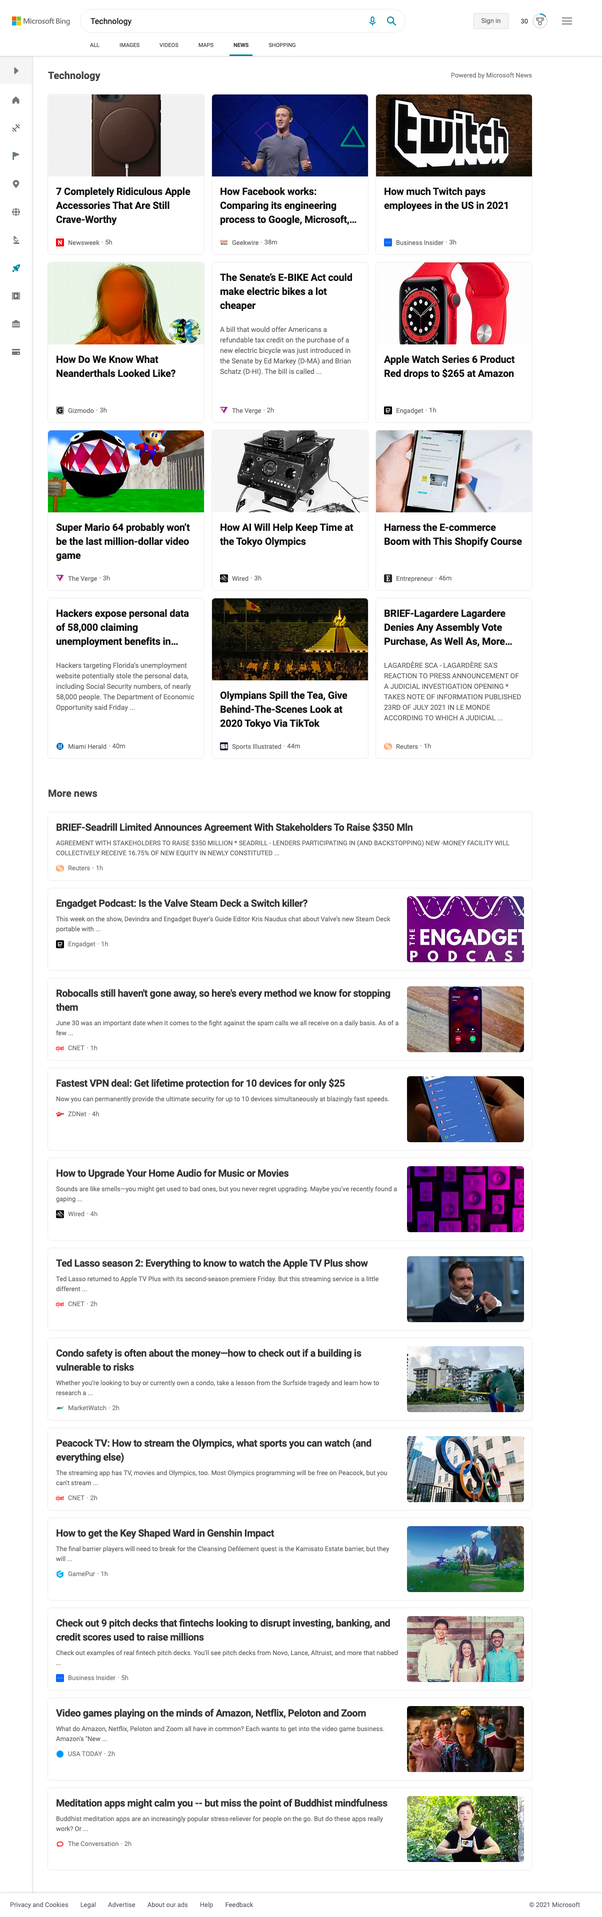 Microsoft Bing
Technology
Sign in
30
ALL
IMAGES
VIDEOS
MAPS
NEWS
SHOPPING
Technology
Powered by Microsoft News
7 Completely Ridiculous Apple
Accessories That Are Still
Crave-Worthy
Newsweek · 5h
How Facebook works:
Comparing its engineering
process to Google, Microsoft,...
Geekwire · 38m
twitch
How much Twitch pays
employees in the US in 2021
Business Insider · 3h
How Do We Know What
Neanderthals Looked Like?
Gizmodo · 3h
The Senate's E-BIKE Act could
make electric bikes a lot
cheaper
A bill that would offer Americans a
refundable tax credit on the purchase of a
new electric bicycle was just introduced in
the Senate by Ed Markey (D-MA) and Brian
Schatz (D-HI). The bill is called ...
The Verge · 2h
Apple Watch Series 6 Product
Red drops to $265 at Amazon
Engadget · 1h
Super Mario 64 probably won't
be the last million-dollar video
game
The Verge · 3h
How AI Will Help Keep Time at
the Tokyo Olympics
Wired · 3h
Harness the E-commerce
Boom with This Shopify Course
Entrepreneur · 46m
Hackers expose personal data
of 58,000 claiming
unemployment benefits in...
Hackers targeting Florida's unemployment
website potentially stole the personal data,
including Social Security numbers, of nearly
58,000 people. The Department of Economic
Opportunity said Friday ...
Miami Herald · 40m
Olympians Spill the Tea, Give
Behind-The-Scenes Look at
2020 Tokyo Via TikTok
Sports Illustrated · 44m
BRIEF-Lagardere Lagardere
Denies Any Assembly Vote
Purchase, As Well As, More...
LAGARDÈRE SCA - LAGARDÈRE SA'S
REACTION TO PRESS ANNOUNCEMENT OF
A JUDICIAL INVESTIGATION OPENING *
TAKES NOTE OF INFORMATION PUBLISHED
23RD OF JULY 2021 IN LE MONDE
ACCORDING TO WHICH A JUDICIAL ...
Reuters · 1h
More news
BRIEF-Seadrill Limited Announces Agreement With Stakeholders To Raise $350 Mln
AGREEMENT WITH STAKEHOLDERS TO RAISE $350 MILLION * SEADRILL - LENDERS PARTICIPATING IN (AND BACKSTOPPING) NEW -MONEY FACILITY WILL
COLLECTIVELY RECEIVE 16.75% OF NEW EQUITY IN NEWLY CONSTITUTED ...
Reuters · 1h
Engadget Podcast: Is the Valve Steam Deck a Switch killer?
This week on the show, Devindra and Engadget Buyer's Guide Editor Kris Naudus chat about Valve's new Steam Deck
portable with ...
Engadget · 1h
THE ENGADGET
PODCAST
Robocalls still haven't gone away, so here's every method we know for stopping
them
June 30 was an important date when it comes to the fight against the spam calls we all receive on a daily basis. As of a
few ...
CNET · 1h
Fastest VPN deal: Get lifetime protection for 10 devices for only $25
Now you can permanently provide the ultimate security for up to 10 devices simultaneously at blazingly fast speeds.
ZDNet · 4h
How to Upgrade Your Home Audio for Music or Movies
Sounds are like smells—you might get used to bad ones, but you never regret upgrading. Maybe you've recently found a
gaping ...
Wired · 4h
Ted Lasso season 2: Everything to know to watch the Apple TV Plus show
Ted Lasso returned to Apple TV Plus with its second-season premiere Friday. But this streaming service is a little
different ...
CNET · 2h
Condo safety is often about the money—how to check out if a building is
vulnerable to risks
Whether you're looking to buy or currently own a condo, take a lesson from the Surfside tragedy and learn how to
research a ...
MarketWatch · 2h
Peacock TV: How to stream the Olympics, what sports you can watch (and
everything else)
The streaming app has TV, movies and Olympics, too. Most Olympics programming will be free on Peacock, but you
can't stream ...
CNET · 2h
How to get the Key Shaped Ward in Genshin Impact
The final barrier players will need to break for the Cleansing Defilement quest is the Kamisato Estate barrier, but they
will ...
GamePur · 1h
Check out 9 pitch decks that fintechs looking to disrupt investing, banking, and
credit scores used to raise millions
Check out examples of real fintech pitch decks. You'll see pitch decks from Novo, Lance, Altruist, and more that nabbed
...
Business Insider · 5h
Video games playing on the minds of Amazon, Netflix, Peloton and Zoom
What do Amazon, Netflix, Peloton and Zoom all have in common? Each wants to get into the video game business.
Amazon's "New ...
USA TODAY · 2h
Meditation apps might calm you -- but miss the point of Buddhist mindfulness
Buddhist meditation apps are an increasingly popular stress-reliever for people on the go. But do these apps really
work? Or ...
The Conversation · 2h
Privacy and Cookies
Legal
Advertise
About our ads
Help
Feedback
© 2021 Microsoft